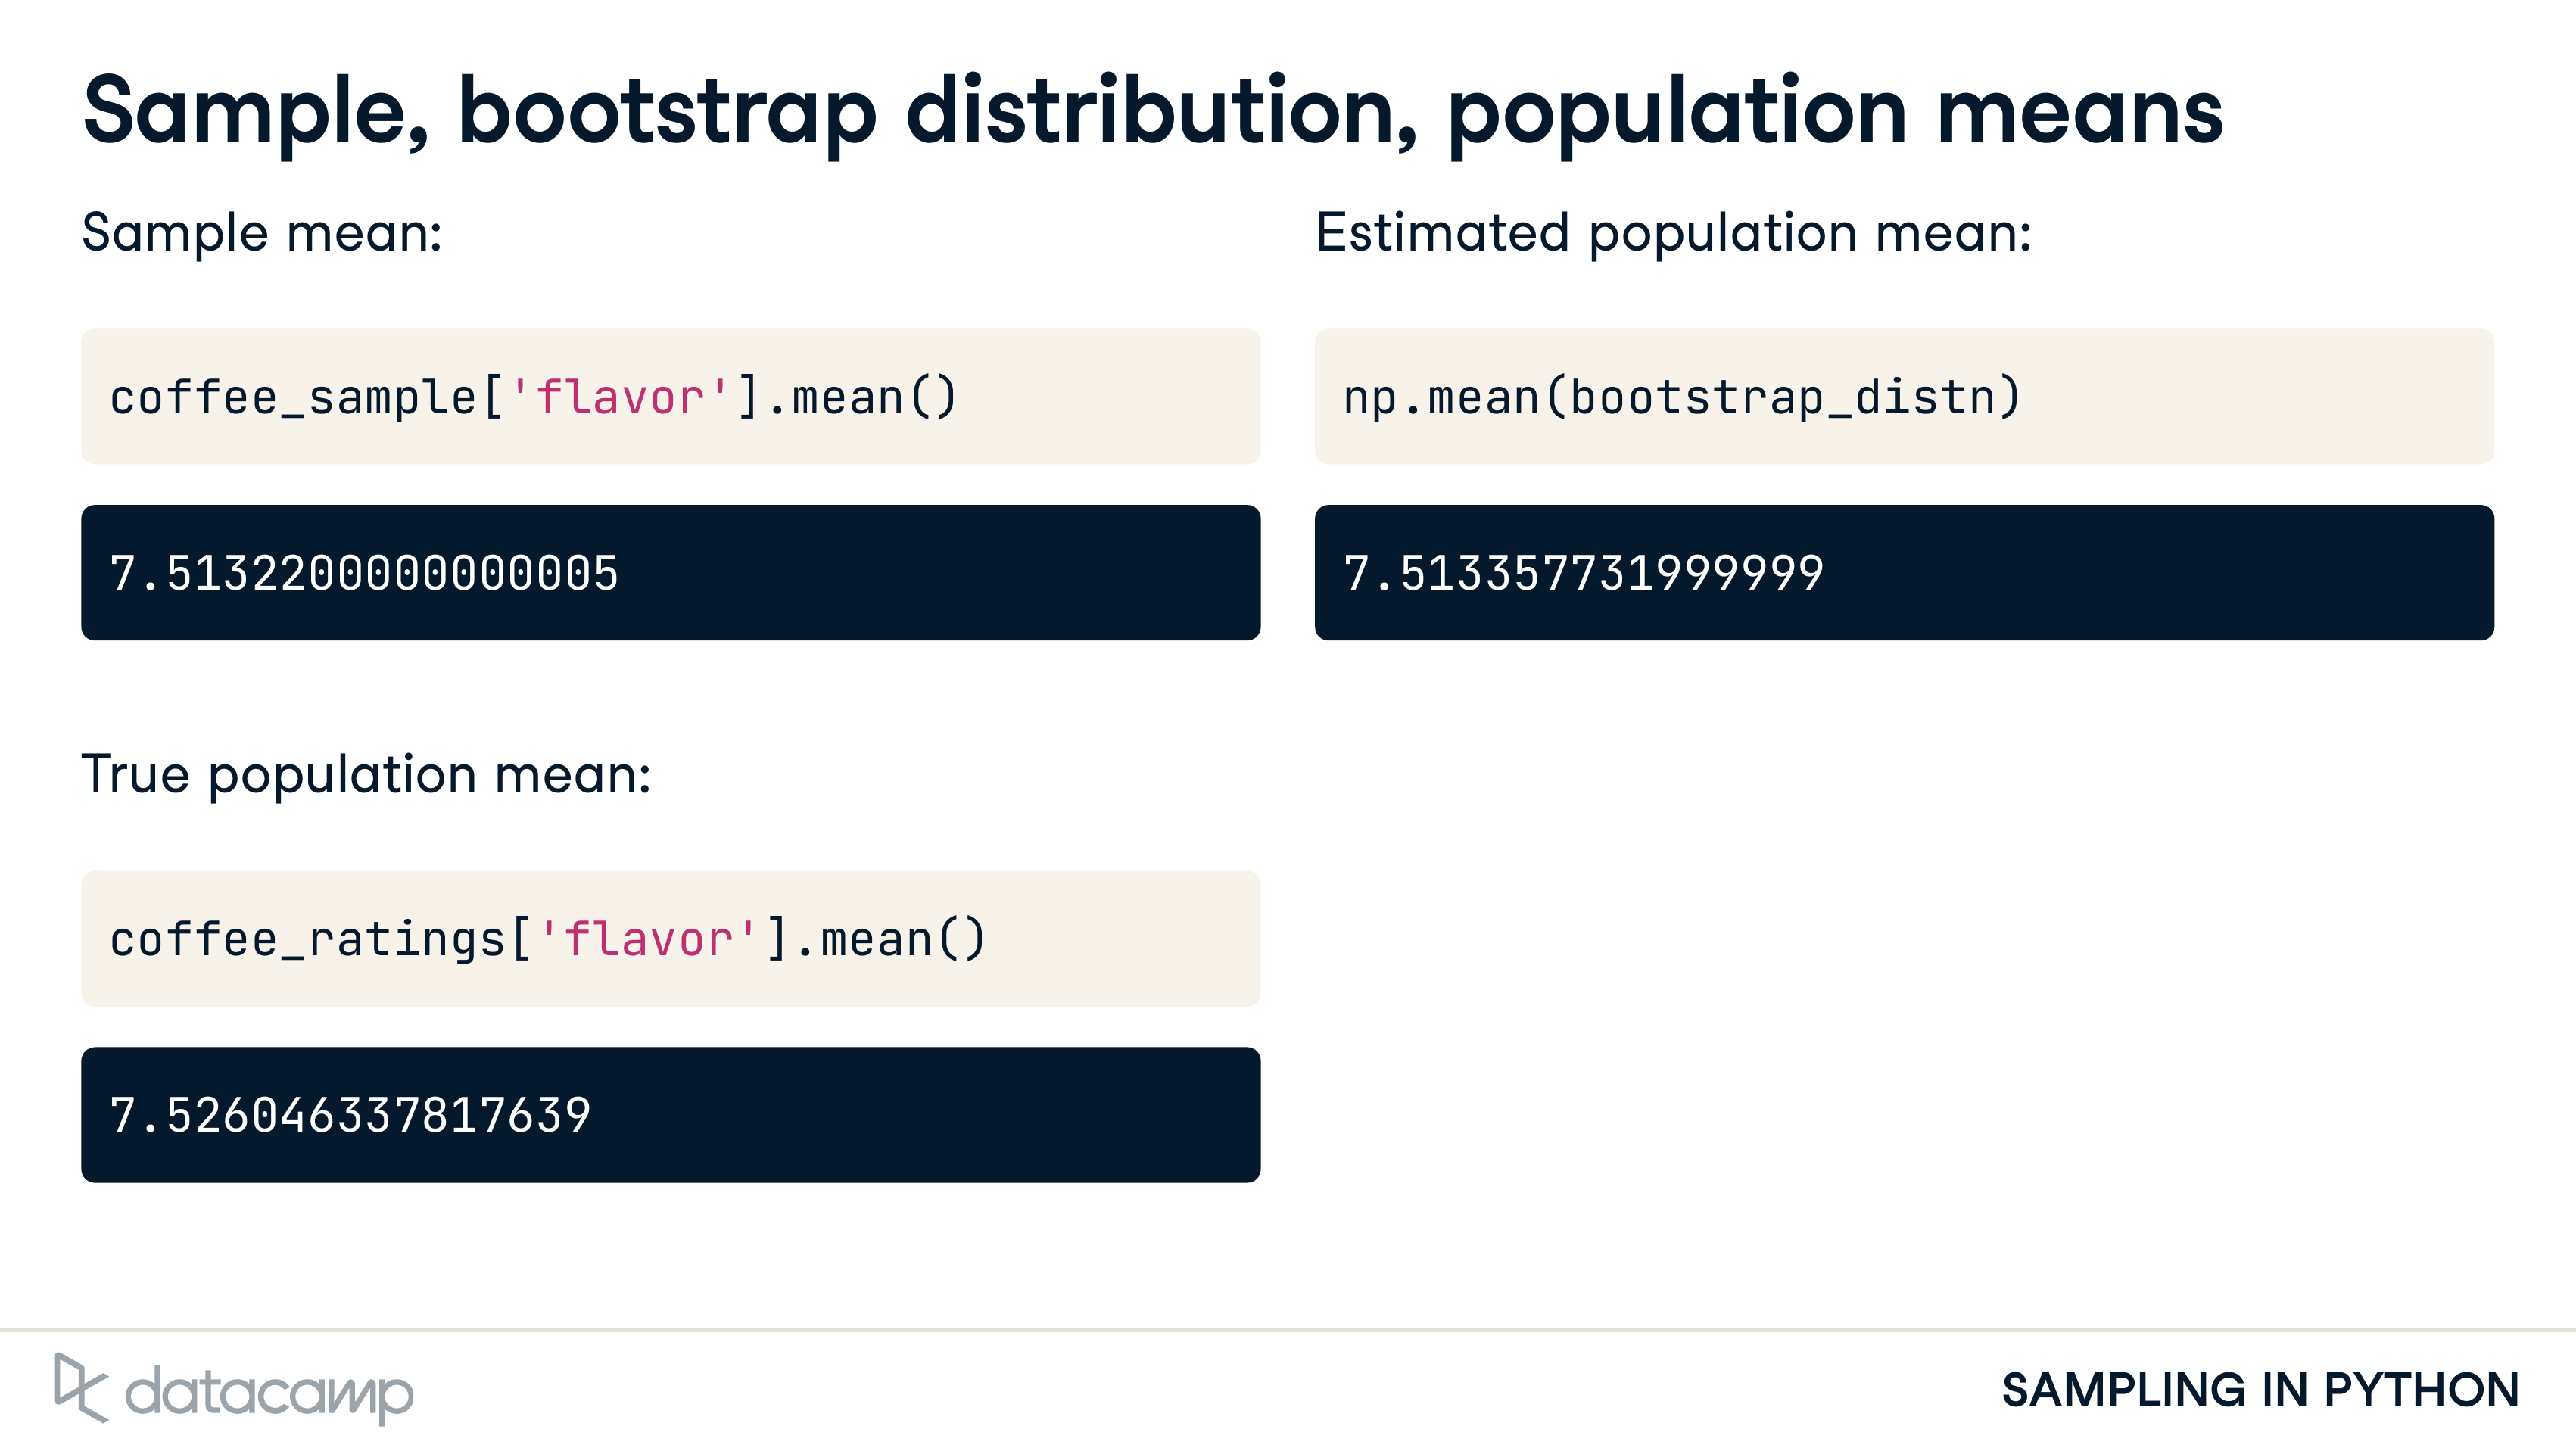 Sample, bootstrap distribution, population means
Sample mean:
coffee_sample['flavor'].mean()
7.513220000000005
True population mean:
coffee_ratings['flavor'].mean()
7.526046337817639
Estimated population mean:
np.mean(bootstrap_distn)
7.513357731999999
datacamp
SAMPLING IN PYTHON